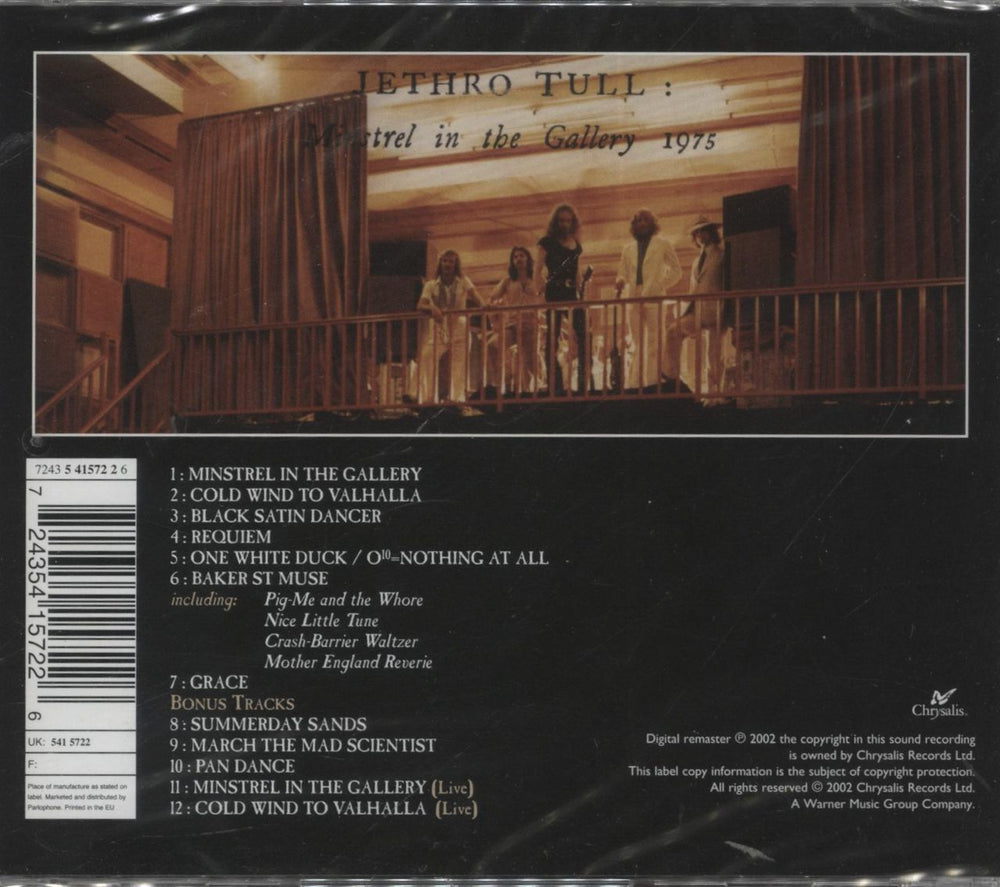 JETHRO TULL :
Minstrel in the Gallery 1975
7243 5 41572 2 6
7 24354 15722 6
UK: 541 5722
F:
Place of manufacture as stated on
label. Marketed and distributed by
Parlophone. Printed in the EU
1 : MINSTREL IN THE GALLERY
2 : COLD WIND TO VALHALLA
3 : BLACK SATIN DANCER
4 : REQUIEM
5 : ONE WHITE DUCK / O¹⁰=NOTHING AT ALL
6 : BAKER ST MUSE
including: Pig-Me and the Whore
Nice Little Tune
Crash-Barrier Waltzer
Mother England Reverie
7 : GRACE
BONUS TRACKS
8 : SUMMERDAY SANDS
9 : MARCH THE MAD SCIENTIST
10 : PAN DANCE
11 : MINSTREL IN THE GALLERY (Live)
12 : COLD WIND TO VALHALLA (Live)
Chrysalis.
Digital remaster ℗ 2002 the copyright in this sound recording
is owned by Chrysalis Records Ltd.
This label copy information is the subject of copyright protection.
All rights reserved © 2002 Chrysalis Records Ltd.
A Warner Music Group Company.